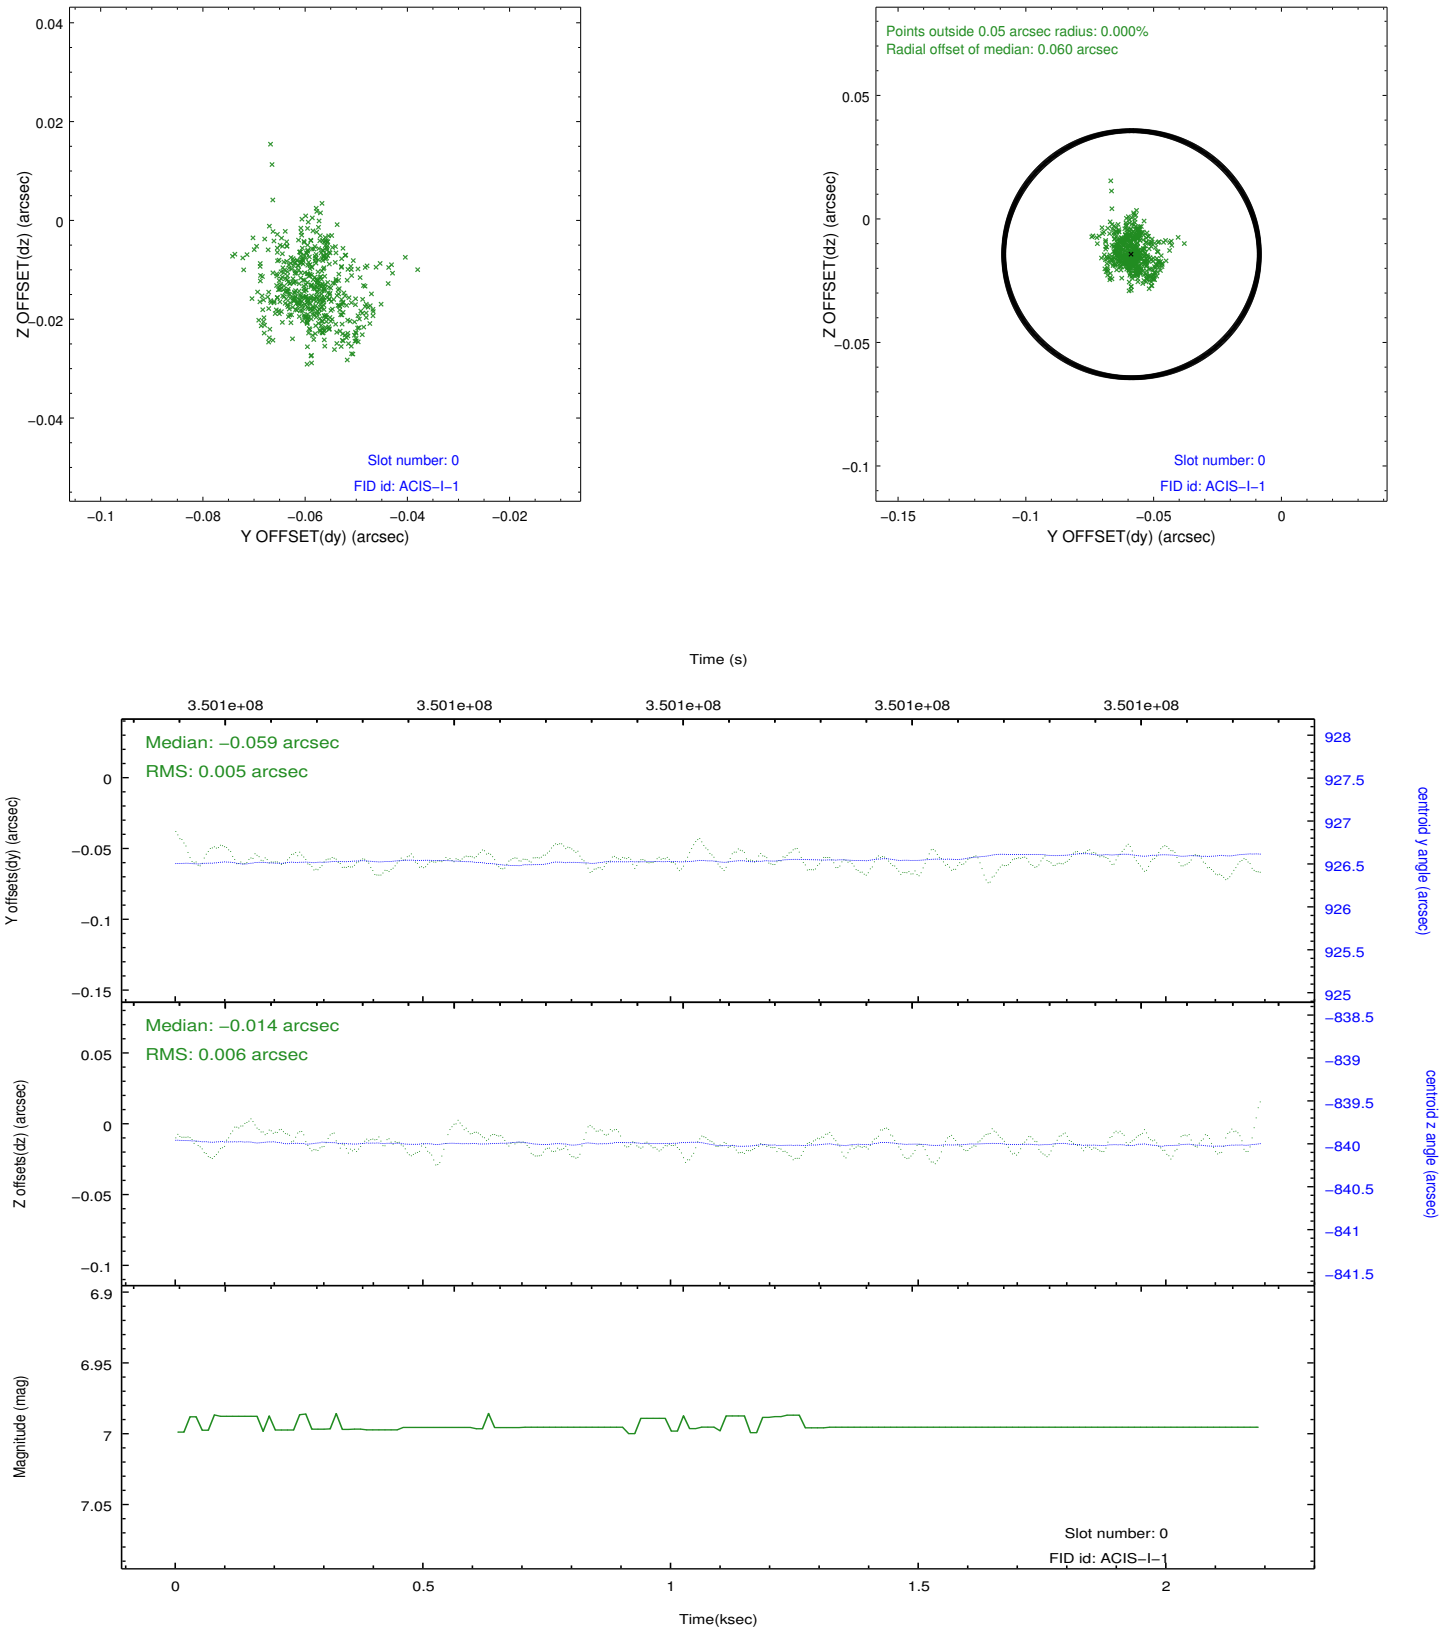 0.04
0.02
0
−0.02
−0.04
Z OFFSET(dz) (arcsec)
Slot number: 0
FID id: ACIS−I−1
−0.1
−0.08
−0.06
−0.04
−0.02
Y OFFSET(dy) (arcsec)
Points outside 0.05 arcsec radius: 0.000%
Radial offset of median: 0.060 arcsec
0.05
0
−0.05
−0.1
Z OFFSET(dz) (arcsec)
Slot number: 0
FID id: ACIS−I−1
−0.15
−0.1
−0.05
0
Y OFFSET(dy) (arcsec)
Time (s)
3.501e+08
3.501e+08
3.501e+08
3.501e+08
3.501e+08
Median: −0.059 arcsec
RMS: 0.005 arcsec
0
−0.05
−0.1
−0.15
Y offsets(dy) (arcsec)
928
927.5
927
926.5
926
925.5
925
centroid y angle (arcsec)
Median: −0.014 arcsec
RMS: 0.006 arcsec
0.05
0
−0.05
−0.1
Z offsets(dz) (arcsec)
−838.5
−839
−839.5
−840
−840.5
−841
−841.5
centroid z angle (arcsec)
6.9
6.95
7
7.05
Magnitude (mag)
Slot number: 0
FID id: ACIS−I−1
0
0.5
1
1.5
2
Time(ksec)